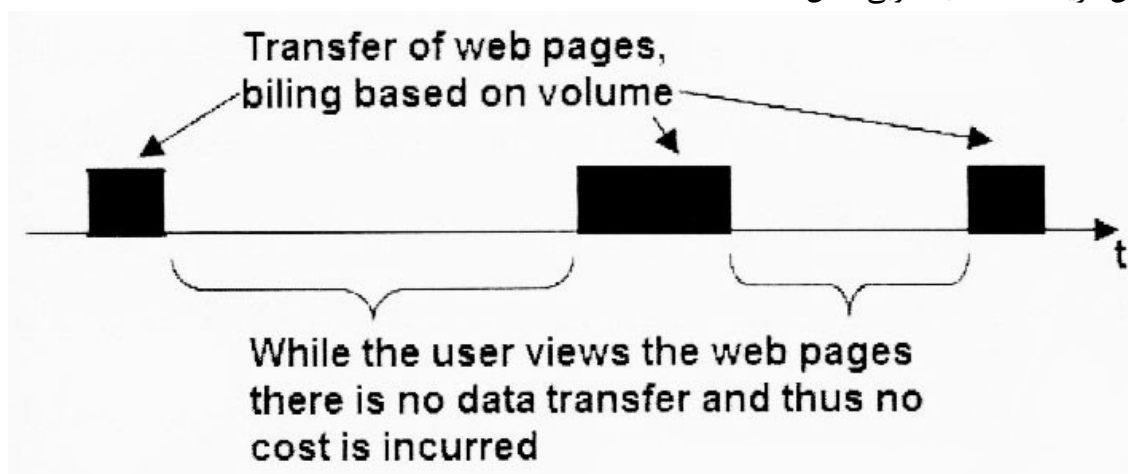 Transfer of web pages,
biling based on volume
t
While the user views the web pages
there is no data transfer and thus no
cost is incurred